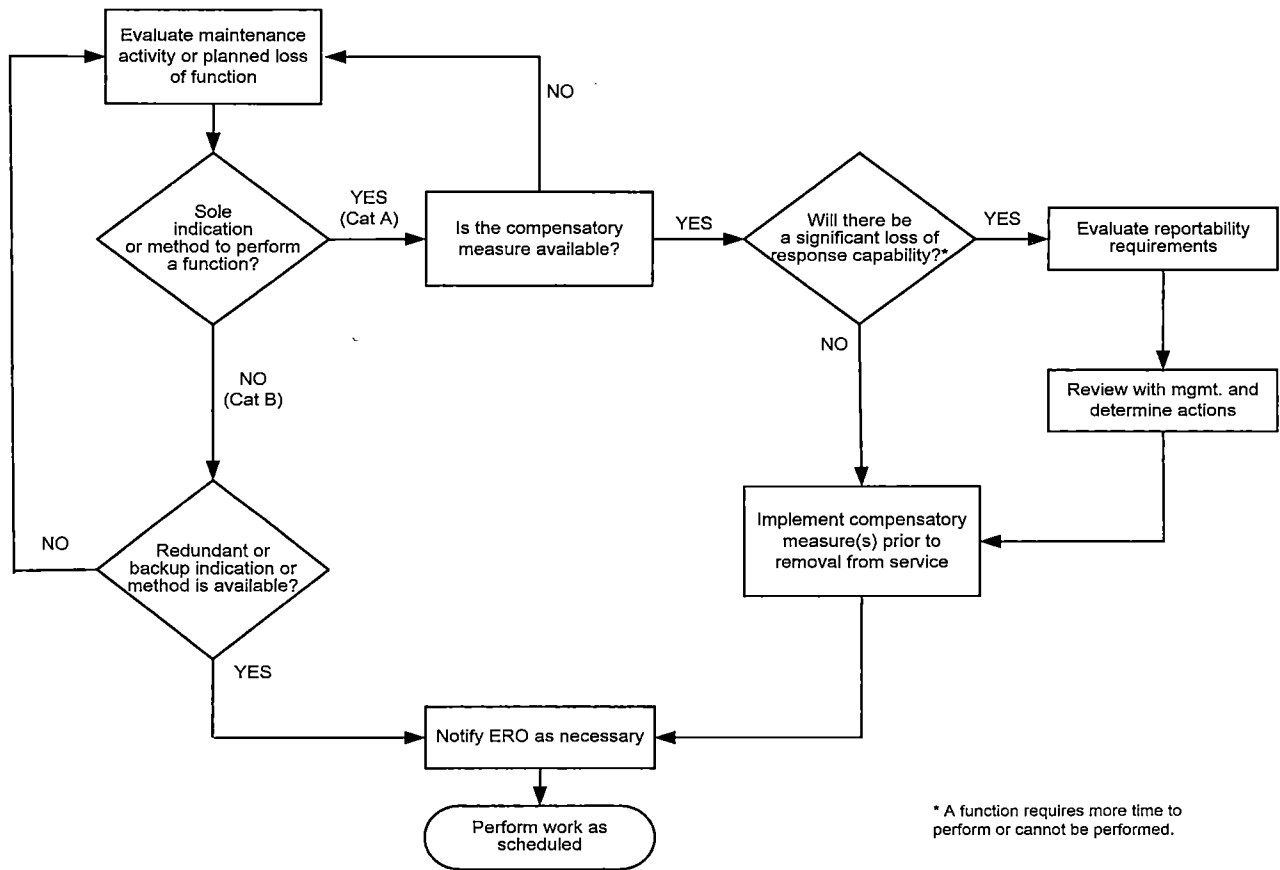 Evaluate maintenance
activity or planned loss
of function
NO
Sole
indication
or method to perform
a function?
YES
(Cat A)
Is the compensatory
measure available?
YES
Will there be
a significant loss of
response capability?*
YES
Evaluate reportability
requirements
NO
(Cat B)
NO
Review with mgmt. and
determine actions
Implement compensatory
measure(s) prior to
removal from service
NO
Redundant or
backup indication or
method is available?
YES
Notify ERO as necessary
Perform work as
scheduled
* A function requires more time to
perform or cannot be performed.